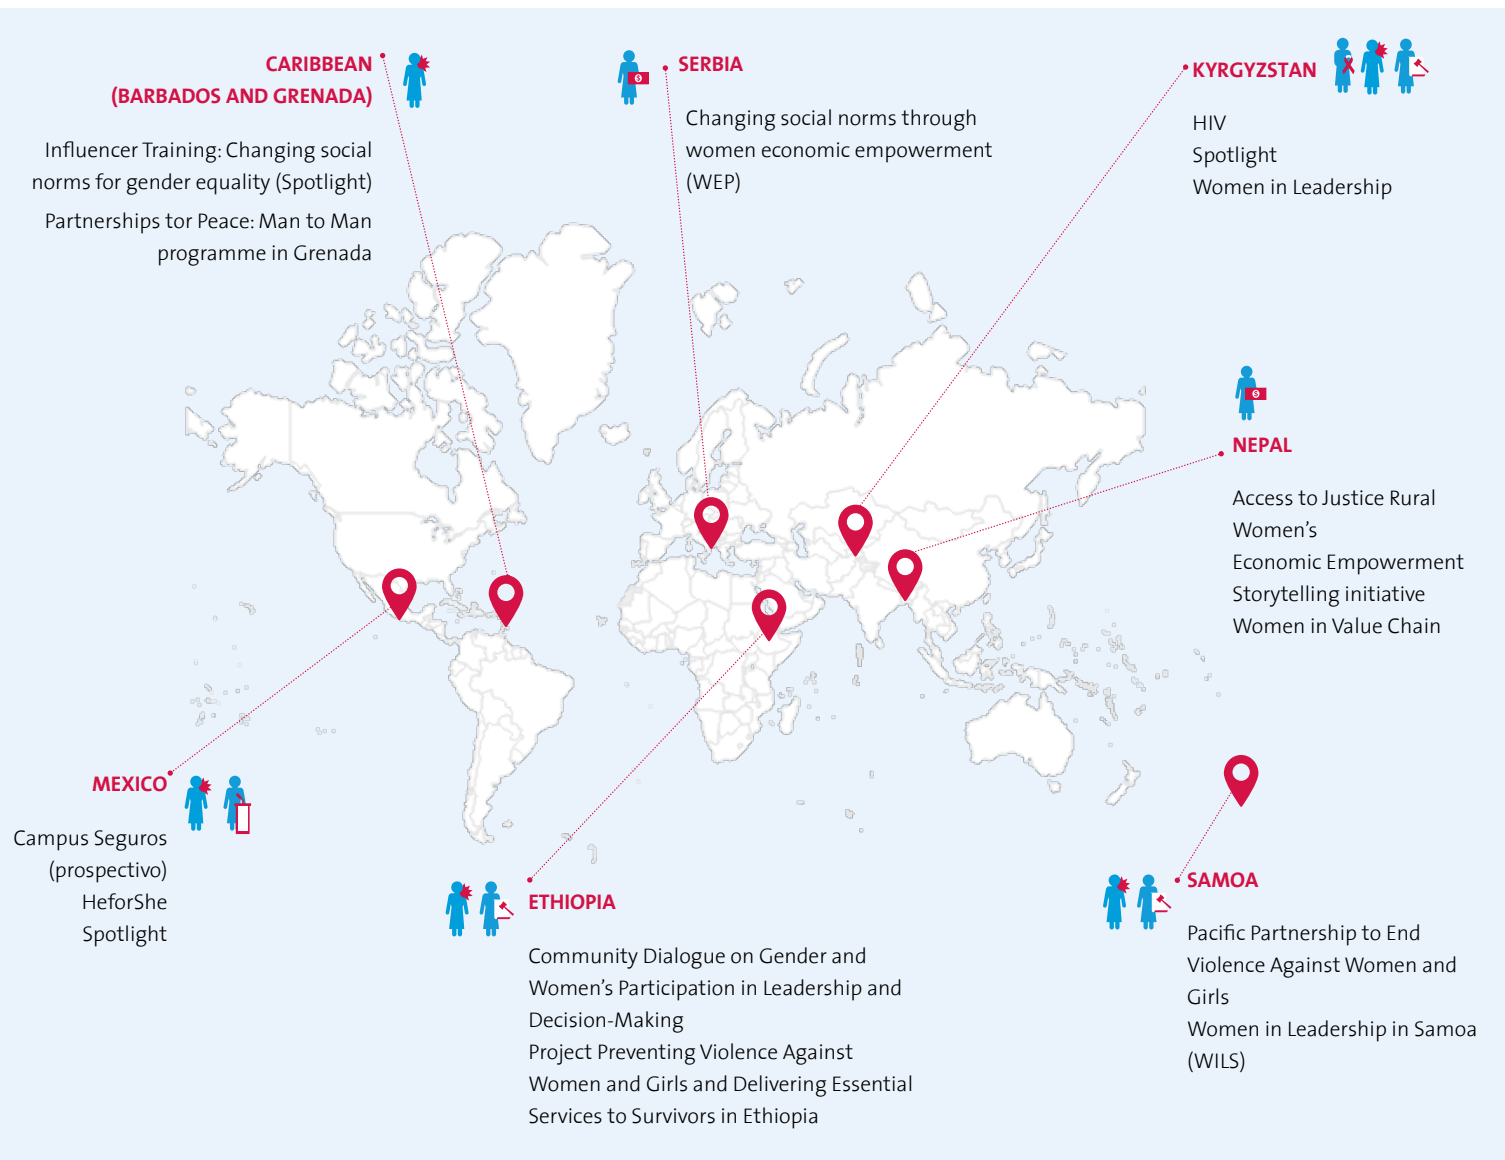 CARIBBEAN
(BARBADOS AND GRENADA)
Influencer Training: Changing social
norms for gender equality (Spotlight)
Partnerships tor Peace: Man to Man
programme in Grenada
SERBIA
Changing social norms through
women economic empowerment
(WEP)
KYRGYZSTAN
HIV
Spotlight
Women in Leadership
NEPAL
Access to Justice Rural
Women’s
Economic Empowerment
Storytelling initiative
Women in Value Chain
MEXICO
Campus Seguros
(prospectivo)
HeforShe
Spotlight
ETHIOPIA
Community Dialogue on Gender and
Women’s Participation in Leadership and
Decision-Making
Project Preventing Violence Against
Women and Girls and Delivering Essential
Services to Survivors in Ethiopia
SAMOA
Pacific Partnership to End
Violence Against Women and
Girls
Women in Leadership in Samoa
(WILS)